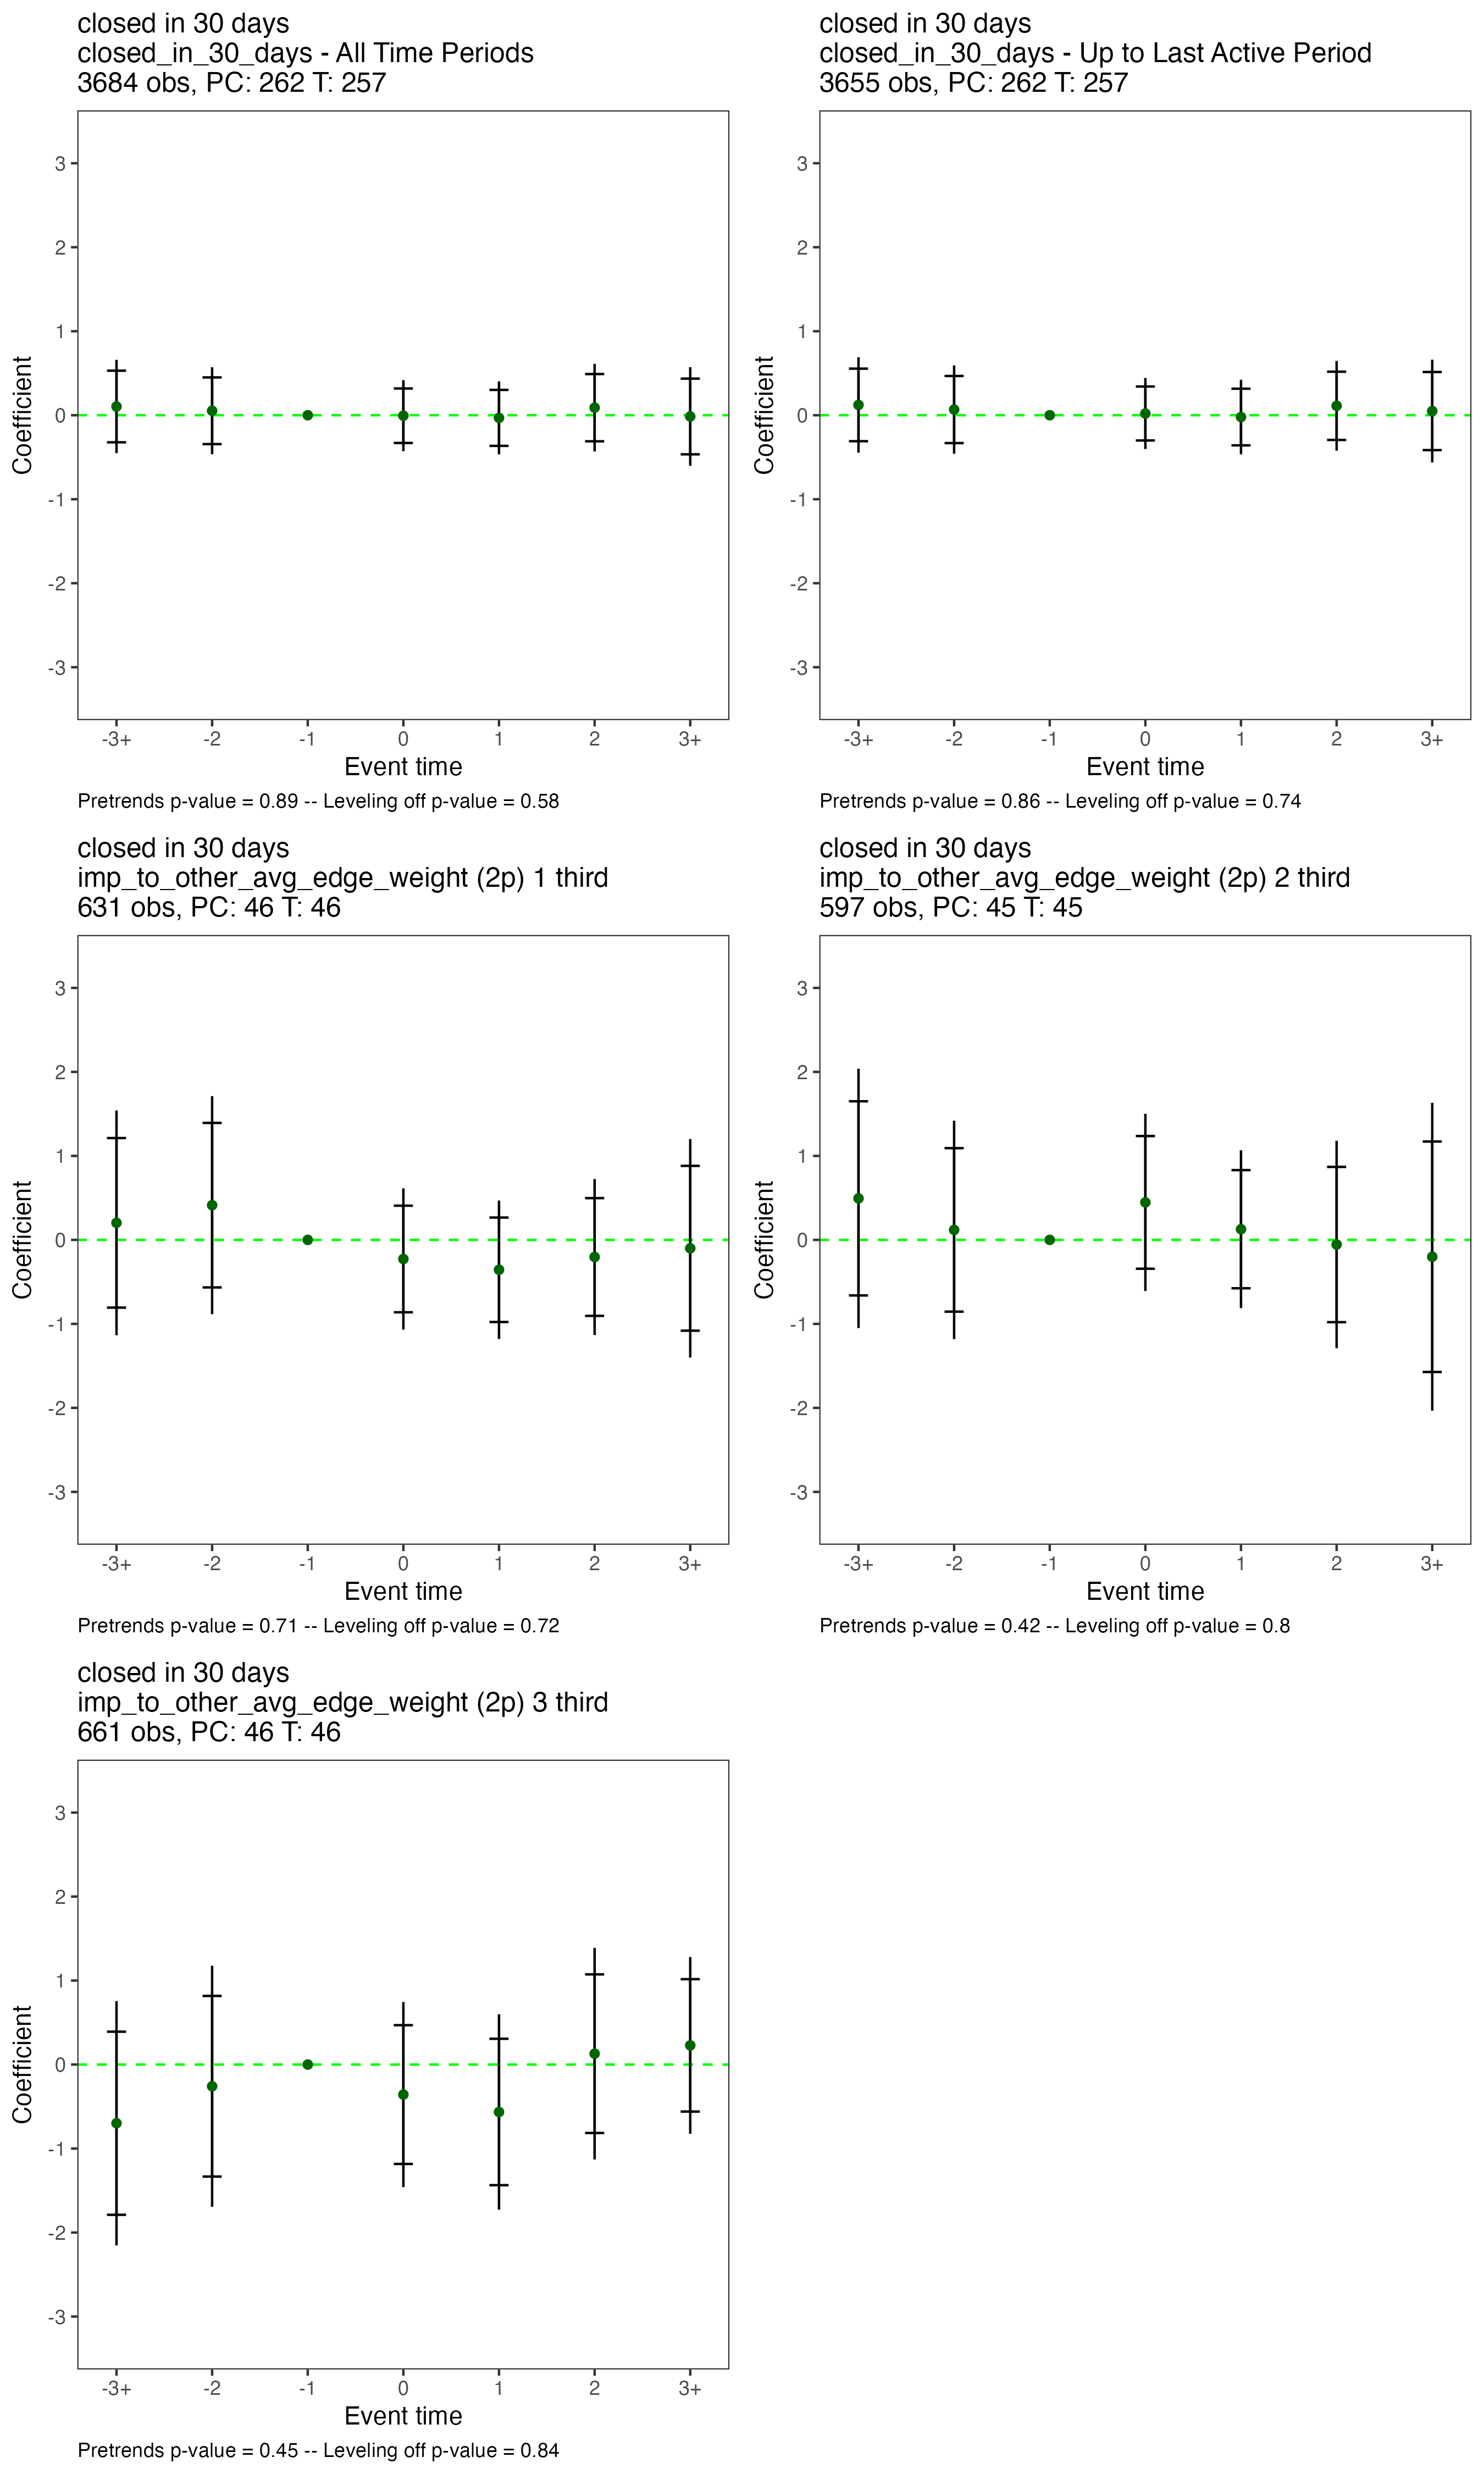 closed in 30 days
closed_in_30_days - All Time Periods
3684 obs, PC: 262 T: 257
3
2
1
0
-1
-2
-3
Coefficient
-3+ -2 -1 0 1 2 3+
Event time
Pretrends p-value = 0.89 -- Leveling off p-value = 0.58
closed in 30 days
closed_in_30_days - Up to Last Active Period
3655 obs, PC: 262 T: 257
3
2
1
0
-1
-2
-3
Coefficient
-3+ -2 -1 0 1 2 3+
Event time
Pretrends p-value = 0.86 -- Leveling off p-value = 0.74
closed in 30 days
imp_to_other_avg_edge_weight (2p) 1 third
631 obs, PC: 46 T: 46
3
2
1
0
-1
-2
-3
Coefficient
-3+ -2 -1 0 1 2 3+
Event time
Pretrends p-value = 0.71 -- Leveling off p-value = 0.72
closed in 30 days
imp_to_other_avg_edge_weight (2p) 2 third
597 obs, PC: 45 T: 45
3
2
1
0
-1
-2
-3
Coefficient
-3+ -2 -1 0 1 2 3+
Event time
Pretrends p-value = 0.42 -- Leveling off p-value = 0.8
closed in 30 days
imp_to_other_avg_edge_weight (2p) 3 third
661 obs, PC: 46 T: 46
3
2
1
0
-1
-2
-3
Coefficient
-3+ -2 -1 0 1 2 3+
Event time
Pretrends p-value = 0.45 -- Leveling off p-value = 0.84